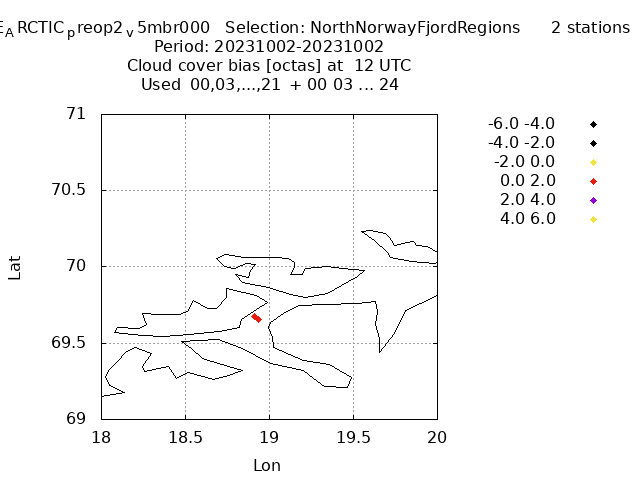 E_A RCTIC_preop2_v5mbr000 Selection: NorthNorwayFjordRegions 2 stations
Period: 20231002-20231002
Cloud cover bias [octas] at 12 UTC
Used 00,03,...,21 + 00 03 ... 24
-6.0 -4.0
-4.0 -2.0
-2.0 0.0
0.0 2.0
2.0 4.0
4.0 6.0
71
70.5
70
69.5
69
Lat
18 18.5 19 19.5 20
Lon